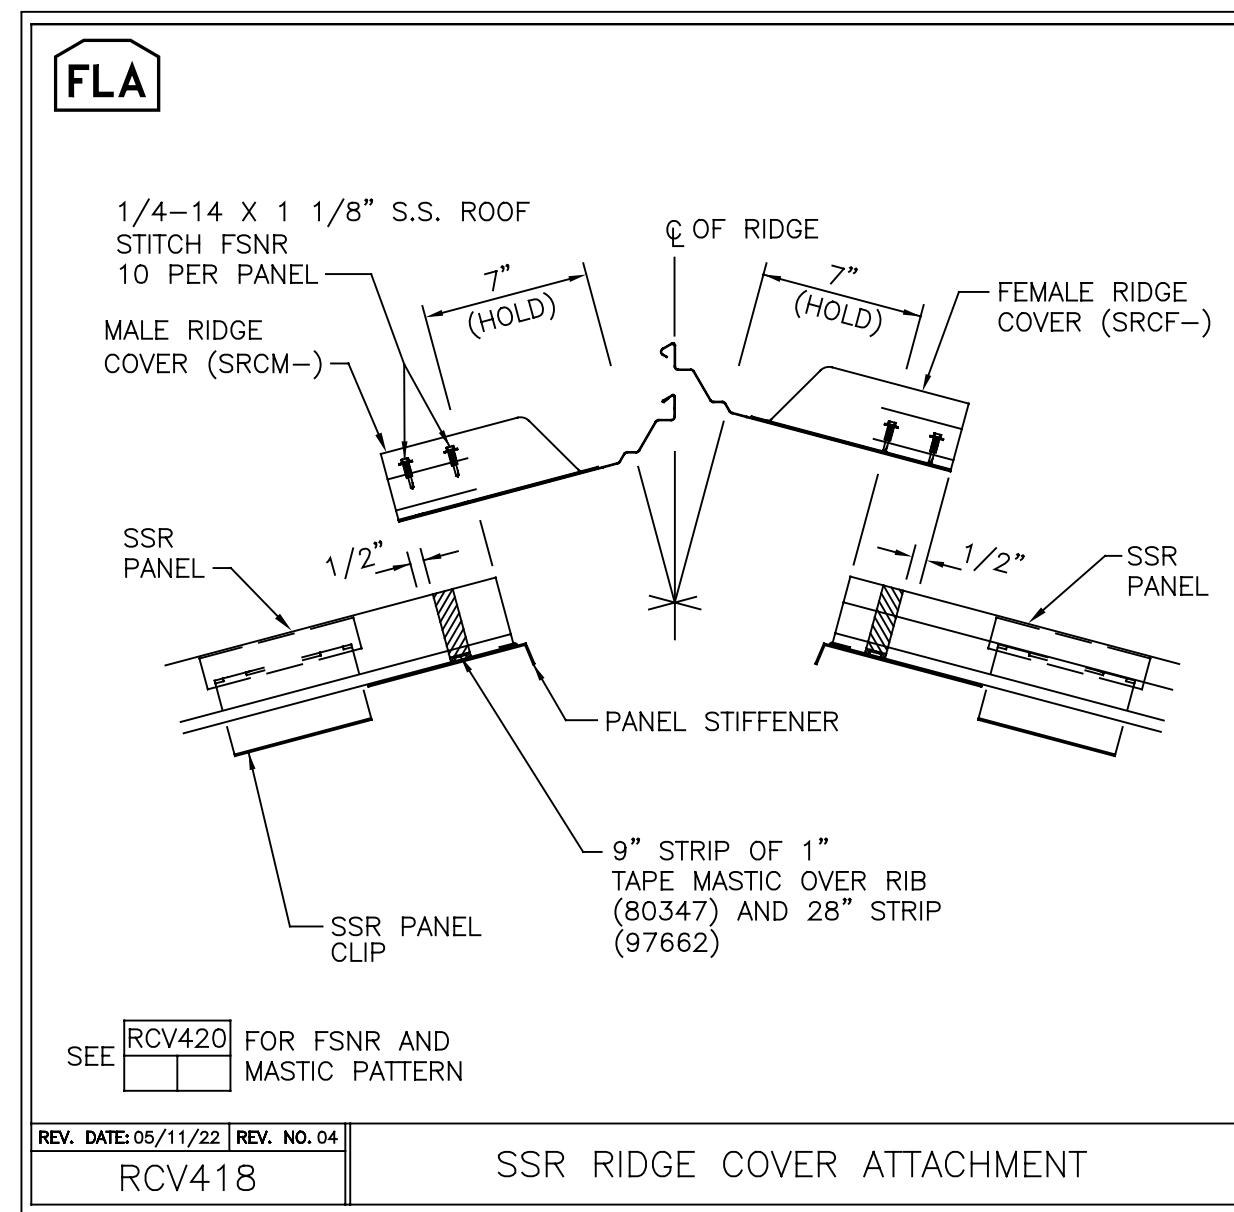 FLA
1/4-14 X 1 1/8" S.S. ROOF
STITCH FSNR
10 PER PANEL
℄ OF RIDGE
7"
(HOLD)
7"
(HOLD)
FEMALE RIDGE
COVER (SRCF-)
MALE RIDGE
COVER (SRCM-)
SSR
PANEL
1/2"
1/2"
SSR
PANEL
PANEL STIFFENER
9" STRIP OF 1"
TAPE MASTIC OVER RIB
(80347) AND 28" STRIP
(97662)
SSR PANEL
CLIP
SEE RCV420 FOR FSNR AND
MASTIC PATTERN
REV. DATE: 05/11/22 REV. NO. 04
RCV418
SSR RIDGE COVER ATTACHMENT